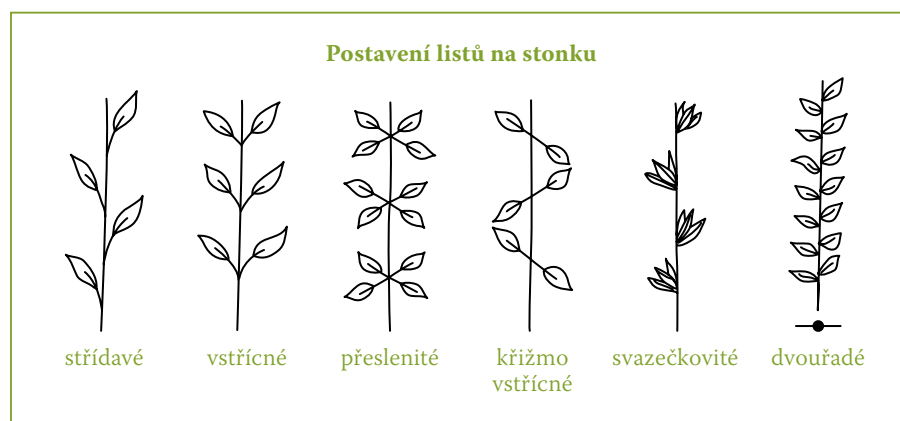 Postavení listů na stonku
střídavé
vstřícné
přeslenité
křižmo
vstřícné
svazečkovité
dvouřadé